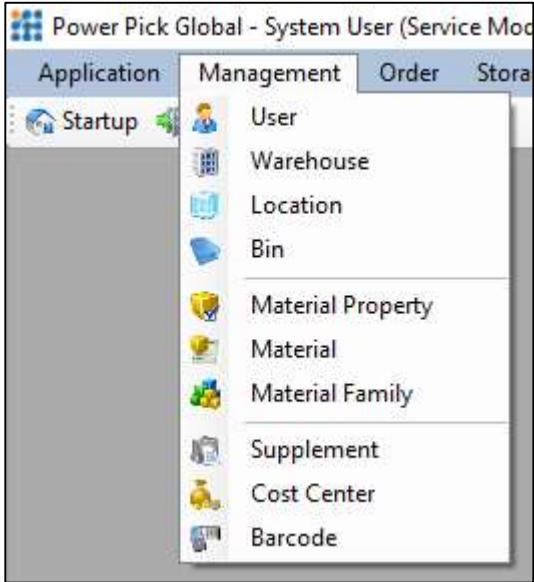 Power Pick Global - System User (Service Mod
Application Management Order Stora
Startup
User
Warehouse
Location
Bin
Material Property
Material
Material Family
Supplement
Cost Center
Barcode